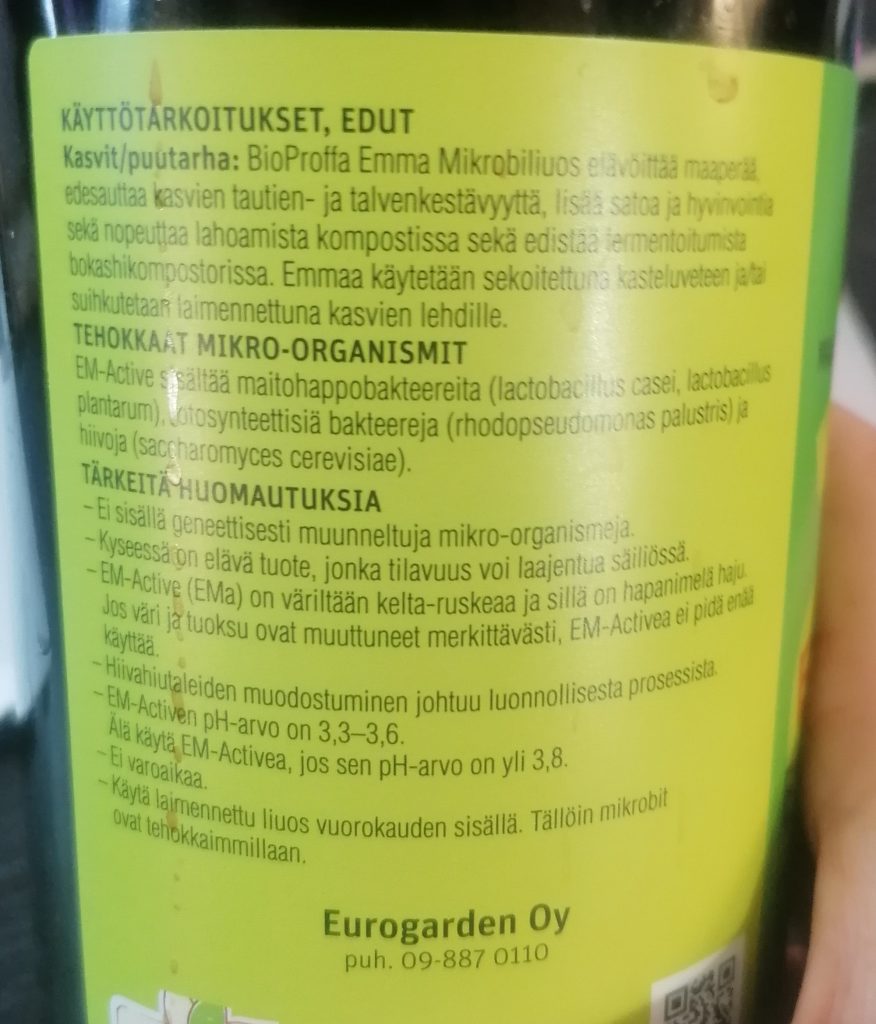 KÄYTTÖTARKOITUKSET, EDUT
Kasvit/puutarha: BioProffa Emma Mikrobiliuos elävöittää maaperää,
edesauttaa kasvien tautien- ja talvenkestävyyttä, lisää satoa ja hyvinvointia
sekä nopeuttaa lahoamista kompostissa sekä edistää fermentoitumista
bokashikompostorissa. Emmaa käytetään sekoitettuna kasteluveteen ja/tai
suihkutetaan laimennettuna kasvien lehdille.
TEHOKKAAT MIKRO-ORGANISMIT
EM-Active sisältää maitohappobakteereita (lactobacillus casei, lactobacillus
plantarum), fotosynteettisiä bakteereja (rhodopseudomonas palustris) ja
hiivoja (saccharomyces cerevisiae).
TÄRKEITÄ HUOMAUTUKSIA
– Ei sisällä geneettisesti muunneltuja mikro-organismeja.
– Kyseessä on elävä tuote, jonka tilavuus voi laajentua säiliössä.
– EM-Active (EMa) on väriltään kelta-ruskeaa ja sillä on hapanimelä haju.
Jos väri ja tuoksu ovat muuttuneet merkittävästi, EM-Activea ei pidä enää
käyttää.
– Hiivahiutaleiden muodostuminen johtuu luonnollisesta prosessista.
– EM-Activen pH-arvo on 3,3–3,6.
Älä käytä EM-Activea, jos sen pH-arvo on yli 3,8.
– Ei varoaikaa.
– Käytä laimennettu liuos vuorokauden sisällä. Tällöin mikrobit
ovat tehokkaimmillaan.
Eurogarden Oy
puh. 09-887 0110